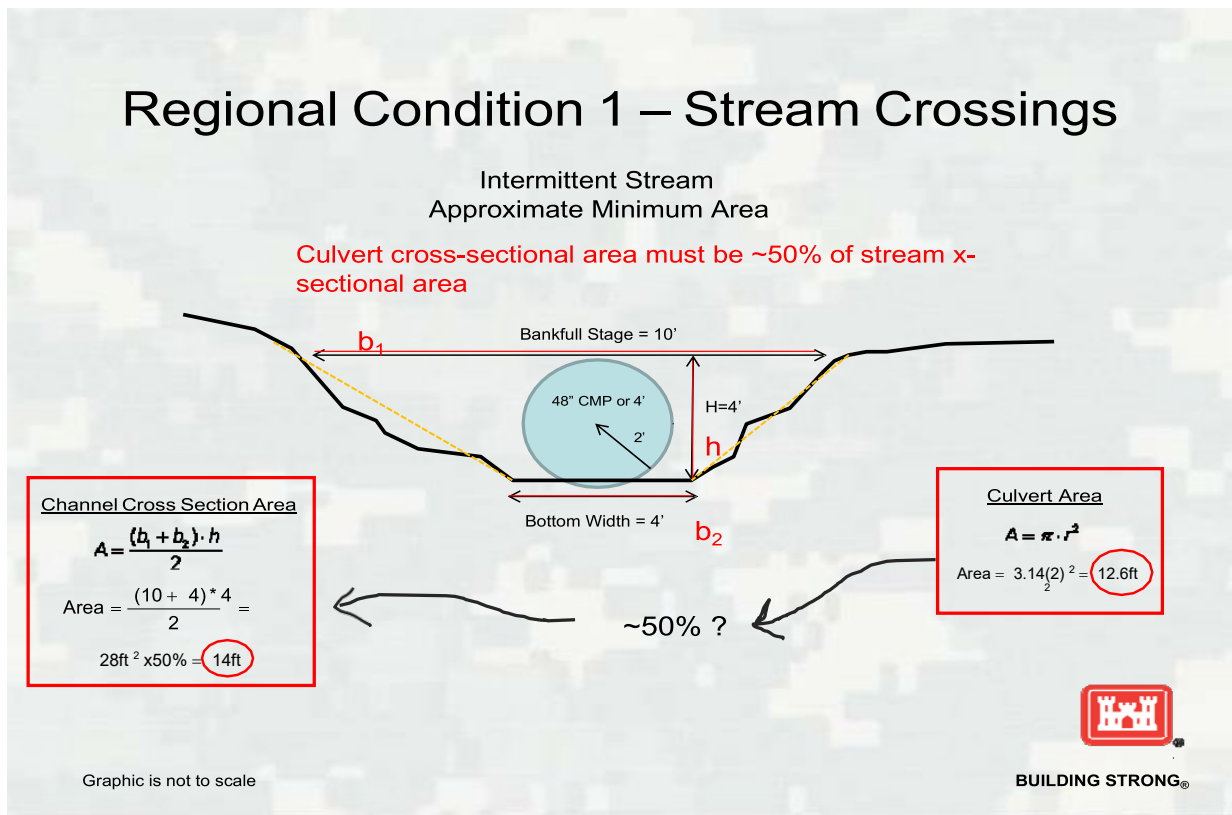 Regional Condition 1 – Stream Crossings
Intermittent Stream
Approximate Minimum Area
Culvert cross-sectional area must be ~50% of stream x-
sectional area
b₁
Bankfull Stage = 10’
48” CMP or 4’
H=4’
2’
h
Bottom Width = 4’
b₂
Channel Cross Section Area
A = (b₁ + b₂) · h / 2
Area = (10 + 4) * 4 / 2 =
28ft ² x50% = 14ft
~50% ?
Culvert Area
A = π · r²
Area = 3.14(2) ² = 12.6ft
2
Graphic is not to scale
BUILDING STRONG®